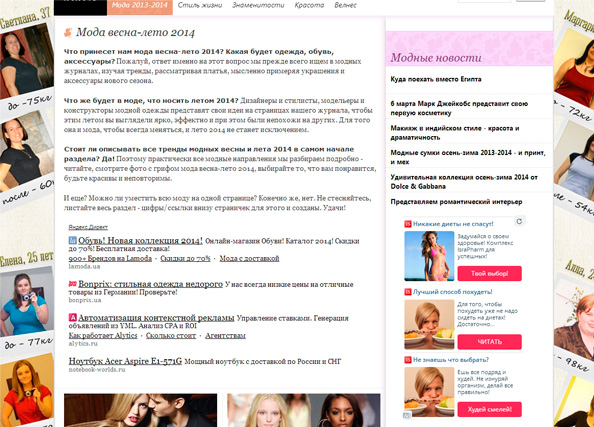 Мода 2013-2014 Стиль жизни Знаменитости Красота Велнес
Мода весна-лето 2014
Что принесет нам мода весна-лето 2014? Какая будет одежда, обувь,
аксессуары? Пожалуй, ответ именно на этот вопрос мы прежде всего ищем в модных
журналах, изучая тренды, рассматривая платья, мысленно примеряя украшения и
аксессуары нового сезона.
Что же будет в моде, что носить летом 2014? Дизайнеры и стилисты, модельеры и
конструкторы модной одежды представят свои идеи на страницах нашего журнала, чтобы
этим летом вы выглядели ярко, эффектно и при этом были непохожи на других. Для того
она и мода, чтобы всегда меняться, и лето 2014 не станет исключением.
Стоит ли описывать все тренды модных весны и лета 2014 в самом начале
раздела? Да! Поэтому практически все модные направления мы разбираем подробно -
читайте, смотрите фото с грифом мода весна-лето 2014, выбирайте то, что вам понравится,
будьте красивы и неповторимы.
И еще? Можно ли уместить всю моду на одной странице? Конечно же, нет. Не стесняйтесь,
листайте весь раздел - цифры/ ссылки внизу страничек для этого и созданы. Удачи!
Яндекс.Директ
Обувь! Новая коллекция 2014! Онлайн-магазин Обуви! Каталог 2014! Скидки
до 70%! Бесплатная доставка!
900+ Брендов на Lamoda · Скидки до 70% · Мода с доставкой
lamoda.ua
Bonprix: стильная одежда недорого У нас всегда низкие цены на отличные
товары из Германии! Проверьте!
bonprix.ua
Автоматизация контекстной рекламы Управление ставками. Генерация
объявлений из YML. Анализ CPA и ROI
Как работает Alytics · Сколько стоит · Агентствам
alytics.ru
Ноутбук Acer Aspire E1-571G Мощный ноутбук с доставкой по России и СНГ
notebook-worlds.ru
Модные новости
Куда поехать вместо Египта
6 марта Марк Джейкобс представит свою
первую косметику
Макияж в индийском стиле - красота и
драматичность
Модные сумки осень-зима 2013-2014 - и принт,
и мех
Удивительная коллекция осень-зима 2014 от
Dolce & Gabbana
Представляем романтический интерьер
Никакие диеты не спасут!
Задумайся о
своем здоровье!
Комплекс
IsraPharm для
успешных!
Твой выбор!
Лучший способ похудеть!
Для того, чтобы
похудеть уже не
надо сидеть на
диетах!
Достаточно...
ЧИТАТЬ
Не знаешь что выбрать?
Ешь все подряд и
худей. Не изнуряй
организм, делай все
правильно!
Худей смелей!
Светлана, 37
до - 75кг
после - 60
Елена, 25 лет
до - 77кг
Маргари
Анна, 2
54
98кг